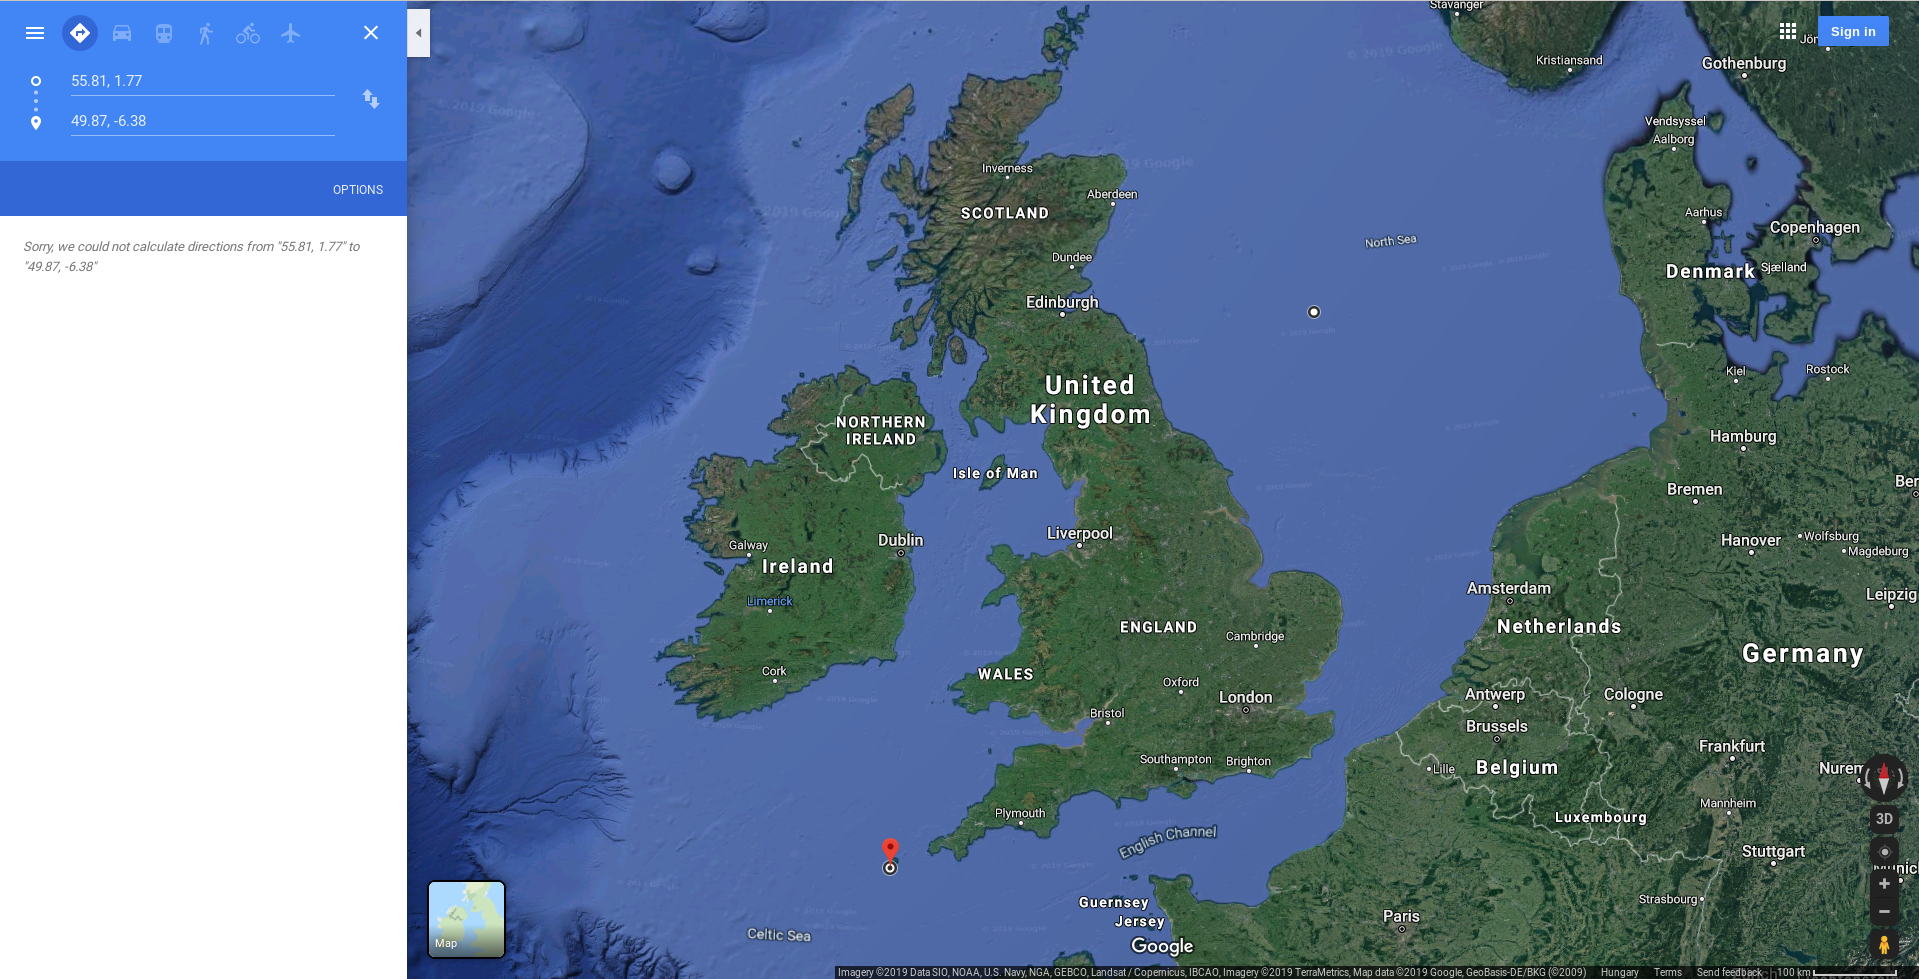 55.81, 1.77
49.87, -6.38
OPTIONS
Sorry, we could not calculate directions from "55.81, 1.77" to
"49.87, -6.38"
Sign in
Stavanger
Kristiansand
Gothenburg
Vendsyssel
Aalborg
Inverness
Aberdeen
SCOTLAND
Aarhus
Copenhagen
North Sea
Dundee
Denmark
Sjælland
Edinburgh
Kiel
Rostock
United
Kingdom
NORTHERN
IRELAND
Hamburg
Isle of Man
Bremen
Ber
Liverpool
Dublin
Galway
Hanover
Wolfsburg
Magdeburg
Ireland
Limerick
Amsterdam
Leipzig
ENGLAND
Cambridge
Netherlands
Germany
Cork
WALES
Oxford
London
Antwerp
Cologne
Bristol
Brussels
Southampton
Brighton
Lille
Belgium
Frankfurt
Nurem
Plymouth
Mannheim
Luxembourg
3D
English Channel
Stuttgart
Munic
Guernsey
Jersey
Strasbourg
Paris
Celtic Sea
Map
Google
© 2019 Google
Imagery ©2019 Data SIO, NOAA, U.S. Navy, NGA, GEBCO, Landsat / Copernicus, IBCAO, Imagery ©2019 TerraMetrics, Map data ©2019 Google, GeoBasis-DE/BKG (©2009)
Hungary
Terms
Send feedback
100 km